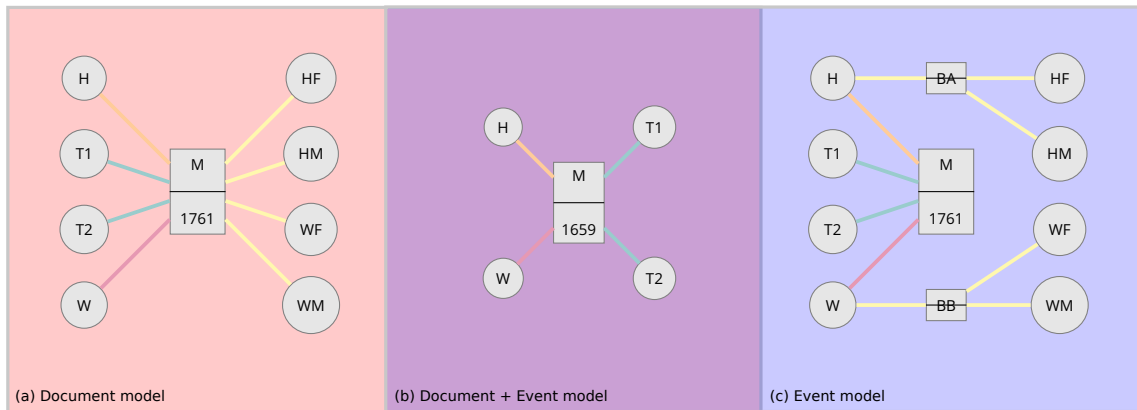 H
HF
T1
M
HM
1761
T2
WF
W
WM
(a) Document model
H
T1
M
1659
W
T2
(b) Document + Event model
H
BA
HF
T1
M
HM
1761
T2
WF
W
BB
WM
(c) Event model